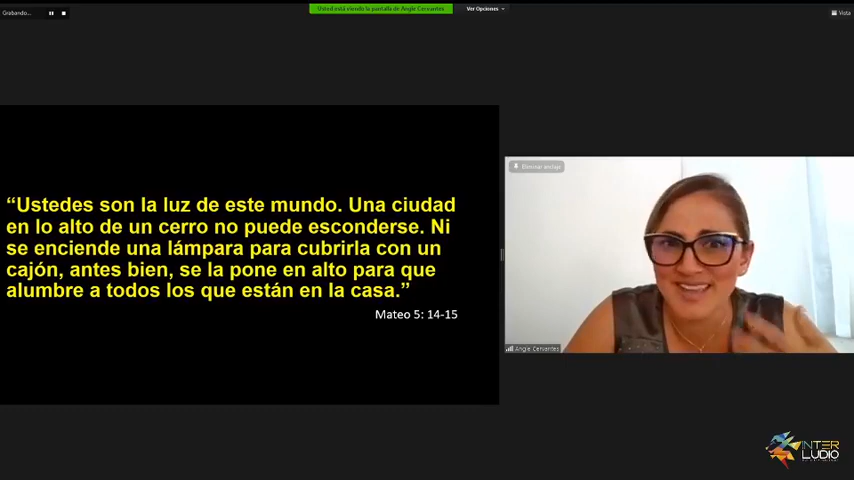 Grabando...
Usted está viendo la pantalla de Angie Cervantes
Ver Opciones
Vista
“Ustedes son la luz de este mundo. Una ciudad
en lo alto de un cerro no puede esconderse. Ni
se enciende una lámpara para cubrirla con un
cajón, antes bien, se la pone en alto para que
alumbre a todos los que están en la casa.”
Mateo 5: 14-15
Eliminar anclaje
Angie Cervantes
INTER
LUDIO